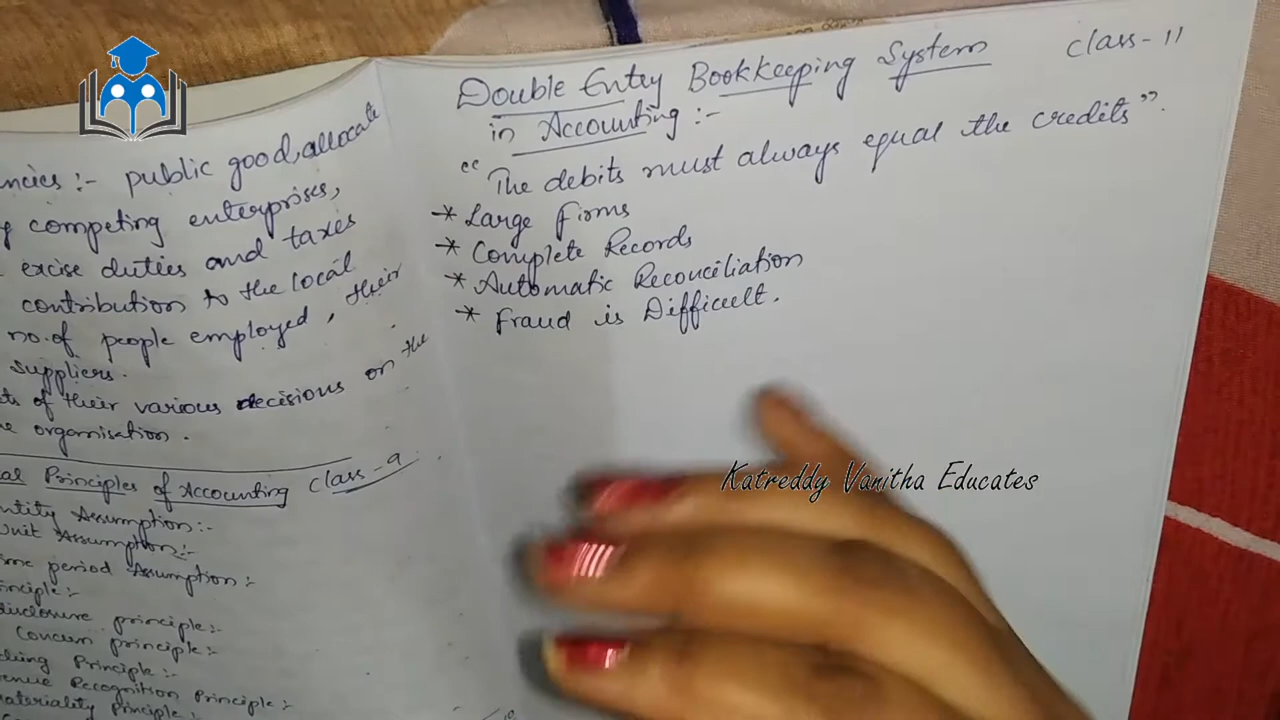 Double Entry Bookkeeping System Class-11
in Accounting :-
"The debits must always equal the credits".
* Large Firms
* Complete Records
* Automatic Reconciliation
* Fraud is Difficult.
:- public good, allocate
competing enterprises,
excise duties and taxes
contribution to the local
no. of people employed, their
suppliers.
of their various decisions on the
organisation.
Principles of Accounting Class-9
Assumption:-
Unit Assumption:-
period Assumption:-
disclosure principle:-
Concern principle:-
Principle:-
Recognition Principle:-
Principle:-
Katreddy Vanitha Educates